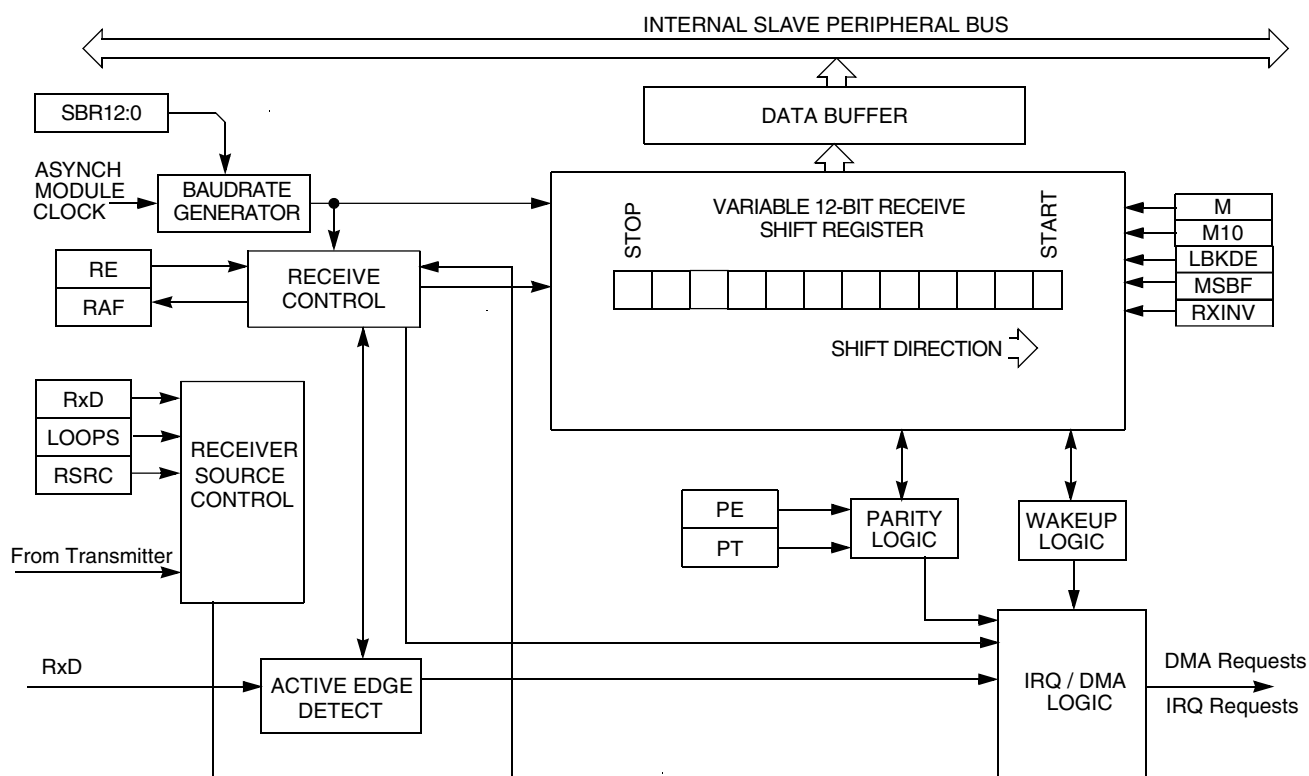 INTERNAL SLAVE PERIPHERAL BUS
SBR12:0
DATA BUFFER
ASYNCH
MODULE
CLOCK
BAUDRATE
GENERATOR
VARIABLE 12-BIT RECEIVE
SHIFT REGISTER
STOP
START
M
M10
LBKDE
MSBF
RXINV
RE
RAF
RECEIVE
CONTROL
SHIFT DIRECTION
RxD
LOOPS
RSRC
RECEIVER
SOURCE
CONTROL
PE
PT
PARITY
LOGIC
WAKEUP
LOGIC
From Transmitter
RxD
ACTIVE EDGE
DETECT
IRQ / DMA
LOGIC
DMA Requests
IRQ Requests